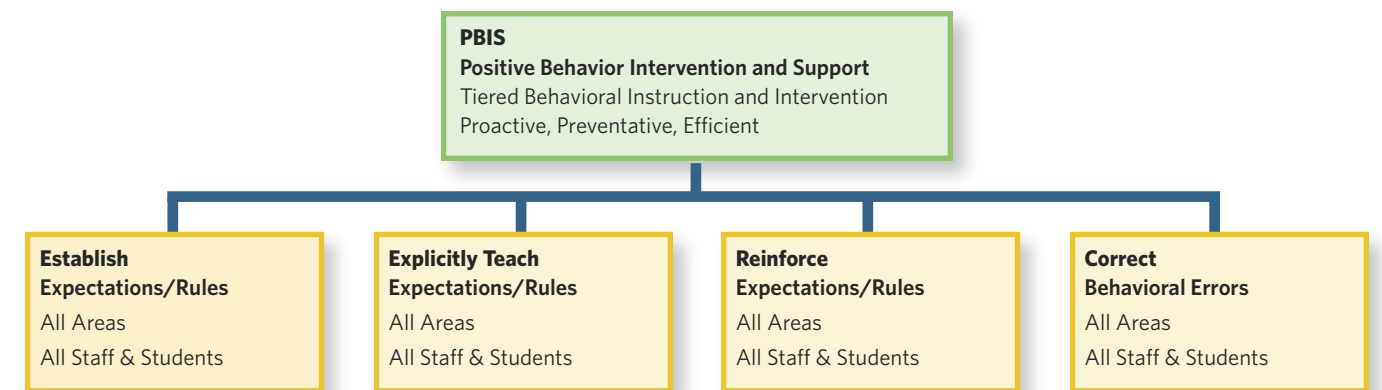 PBIS
Positive Behavior Intervention and Support
Tiered Behavioral Instruction and Intervention
Proactive, Preventative, Efficient
Establish
Expectations/Rules
All Areas
All Staff & Students
Explicitly Teach
Expectations/Rules
All Areas
All Staff & Students
Reinforce
Expectations/Rules
All Areas
All Staff & Students
Correct
Behavioral Errors
All Areas
All Staff & Students